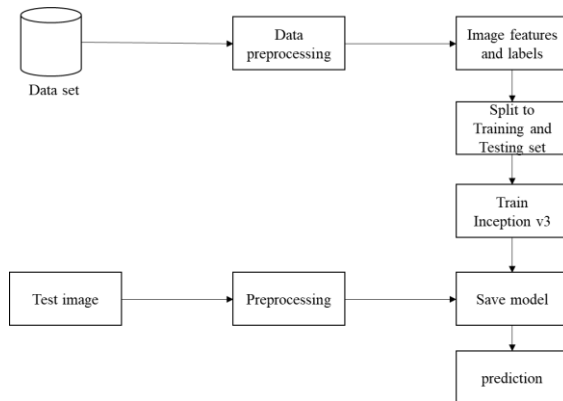 Data set
Data
preprocessing
Image features
and labels
Split to
Training and
Testing set
Train
Inception v3
Test image
Preprocessing
Save model
prediction